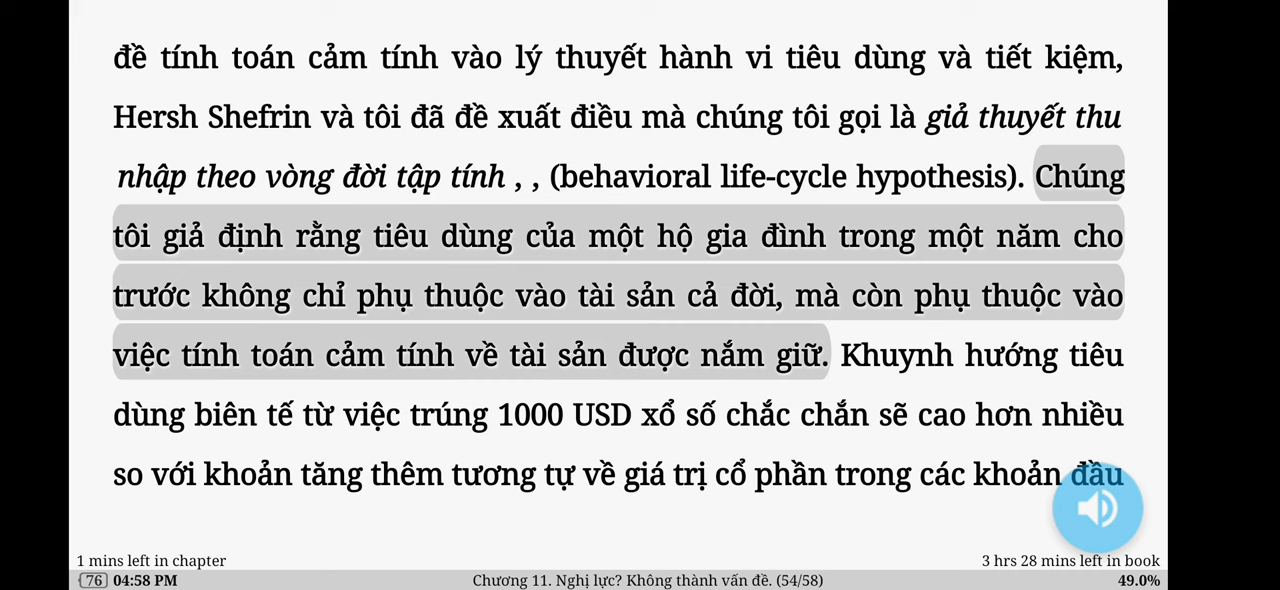 đề tính toán cảm tính vào lý thuyết hành vi tiêu dùng và tiết kiệm,
Hersh Shefrin và tôi đã đề xuất điều mà chúng tôi gọi là giả thuyết thu
nhập theo vòng đời tập tính , , (behavioral life-cycle hypothesis). Chúng
tôi giả định rằng tiêu dùng của một hộ gia đình trong một năm cho
trước không chỉ phụ thuộc vào tài sản cả đời, mà còn phụ thuộc vào
việc tính toán cảm tính về tài sản được nắm giữ. Khuynh hướng tiêu
dùng biên tế từ việc trúng 1000 USD xổ số chắc chắn sẽ cao hơn nhiều
so với khoản tăng thêm tương tự về giá trị cổ phần trong các khoản đầu
1 mins left in chapter
3 hrs 28 mins left in book
76 04:58 PM
Chương 11. Nghị lực? Không thành vấn đề. (54/58)
49.0%